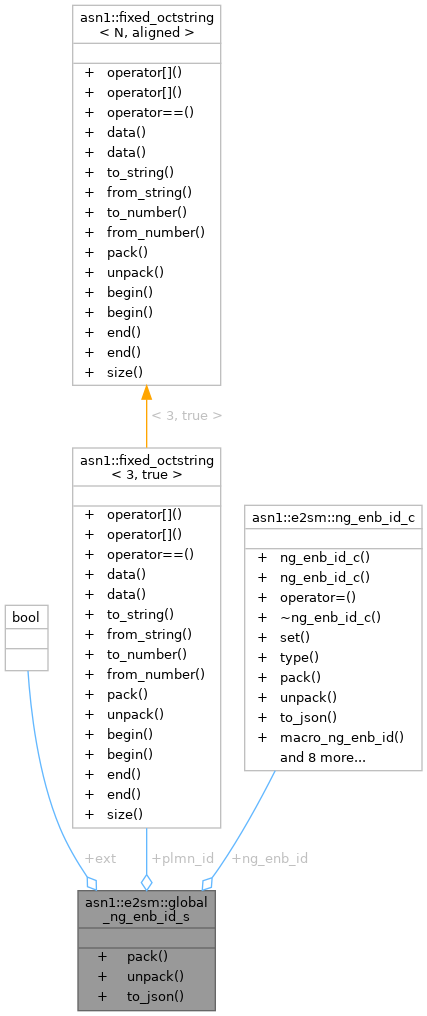 asn1::fixed_octstring
< N, aligned >
+ operator[]()
+ operator[]()
+ operator==()
+ data()
+ data()
+ to_string()
+ from_string()
+ to_number()
+ from_number()
+ pack()
+ unpack()
+ begin()
+ begin()
+ end()
+ end()
+ size()
< 3, true >
asn1::fixed_octstring
< 3, true >
+ operator[]()
+ operator[]()
+ operator==()
+ data()
+ data()
+ to_string()
+ from_string()
+ to_number()
+ from_number()
+ pack()
+ unpack()
+ begin()
+ begin()
+ end()
+ end()
+ size()
asn1::e2sm::ng_enb_id_c
+ ng_enb_id_c()
+ ng_enb_id_c()
+ operator=()
+ ~ng_enb_id_c()
+ set()
+ type()
+ pack()
+ unpack()
+ to_json()
+ macro_ng_enb_id()
and 8 more...
bool
+ext
+plmn_id
+ng_enb_id
asn1::e2sm::global
_ng_enb_id_s
+ pack()
+ unpack()
+ to_json()